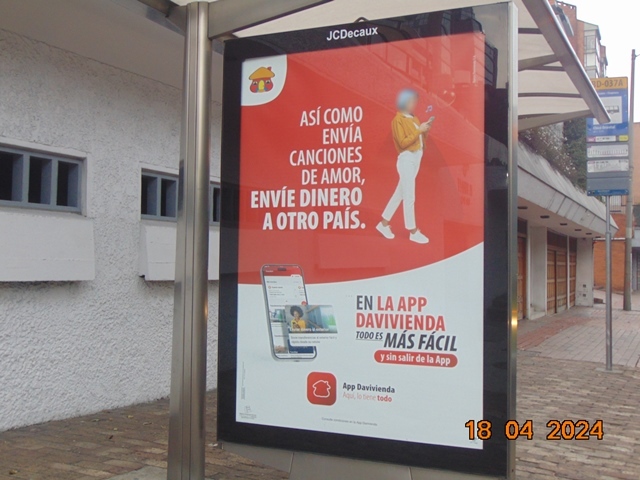 JCDecaux
ASÍ COMO
ENVÍA
CANCIONES
DE AMOR,
ENVÍE DINERO
A OTRO PAÍS.
EN LA APP
DAVIVIENDA
TODO ES MÁS FÁCIL
y sin salir de la App
App Davivienda
Aquí, lo tiene todo
18 04 2024